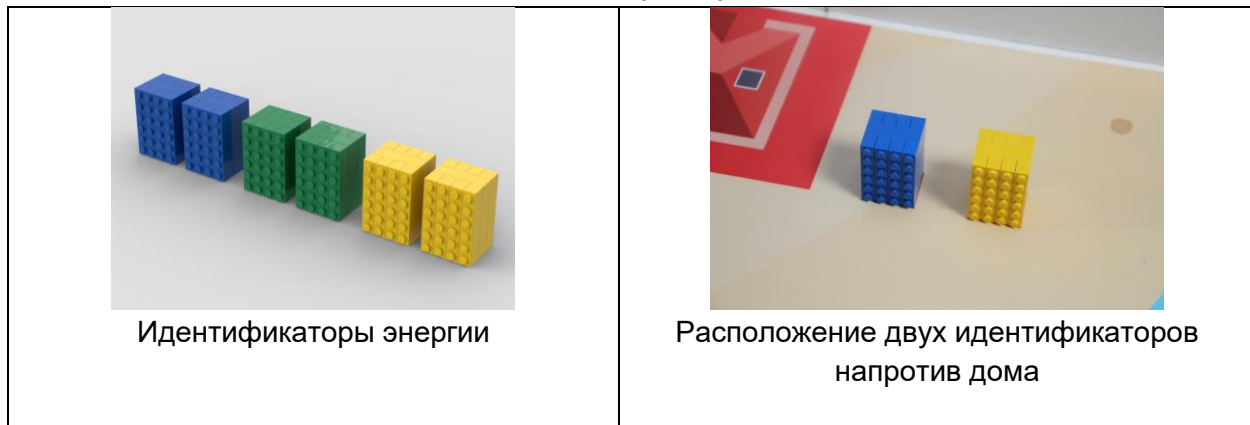 Идентификаторы энергии
Расположение двух идентификаторов
напротив дома